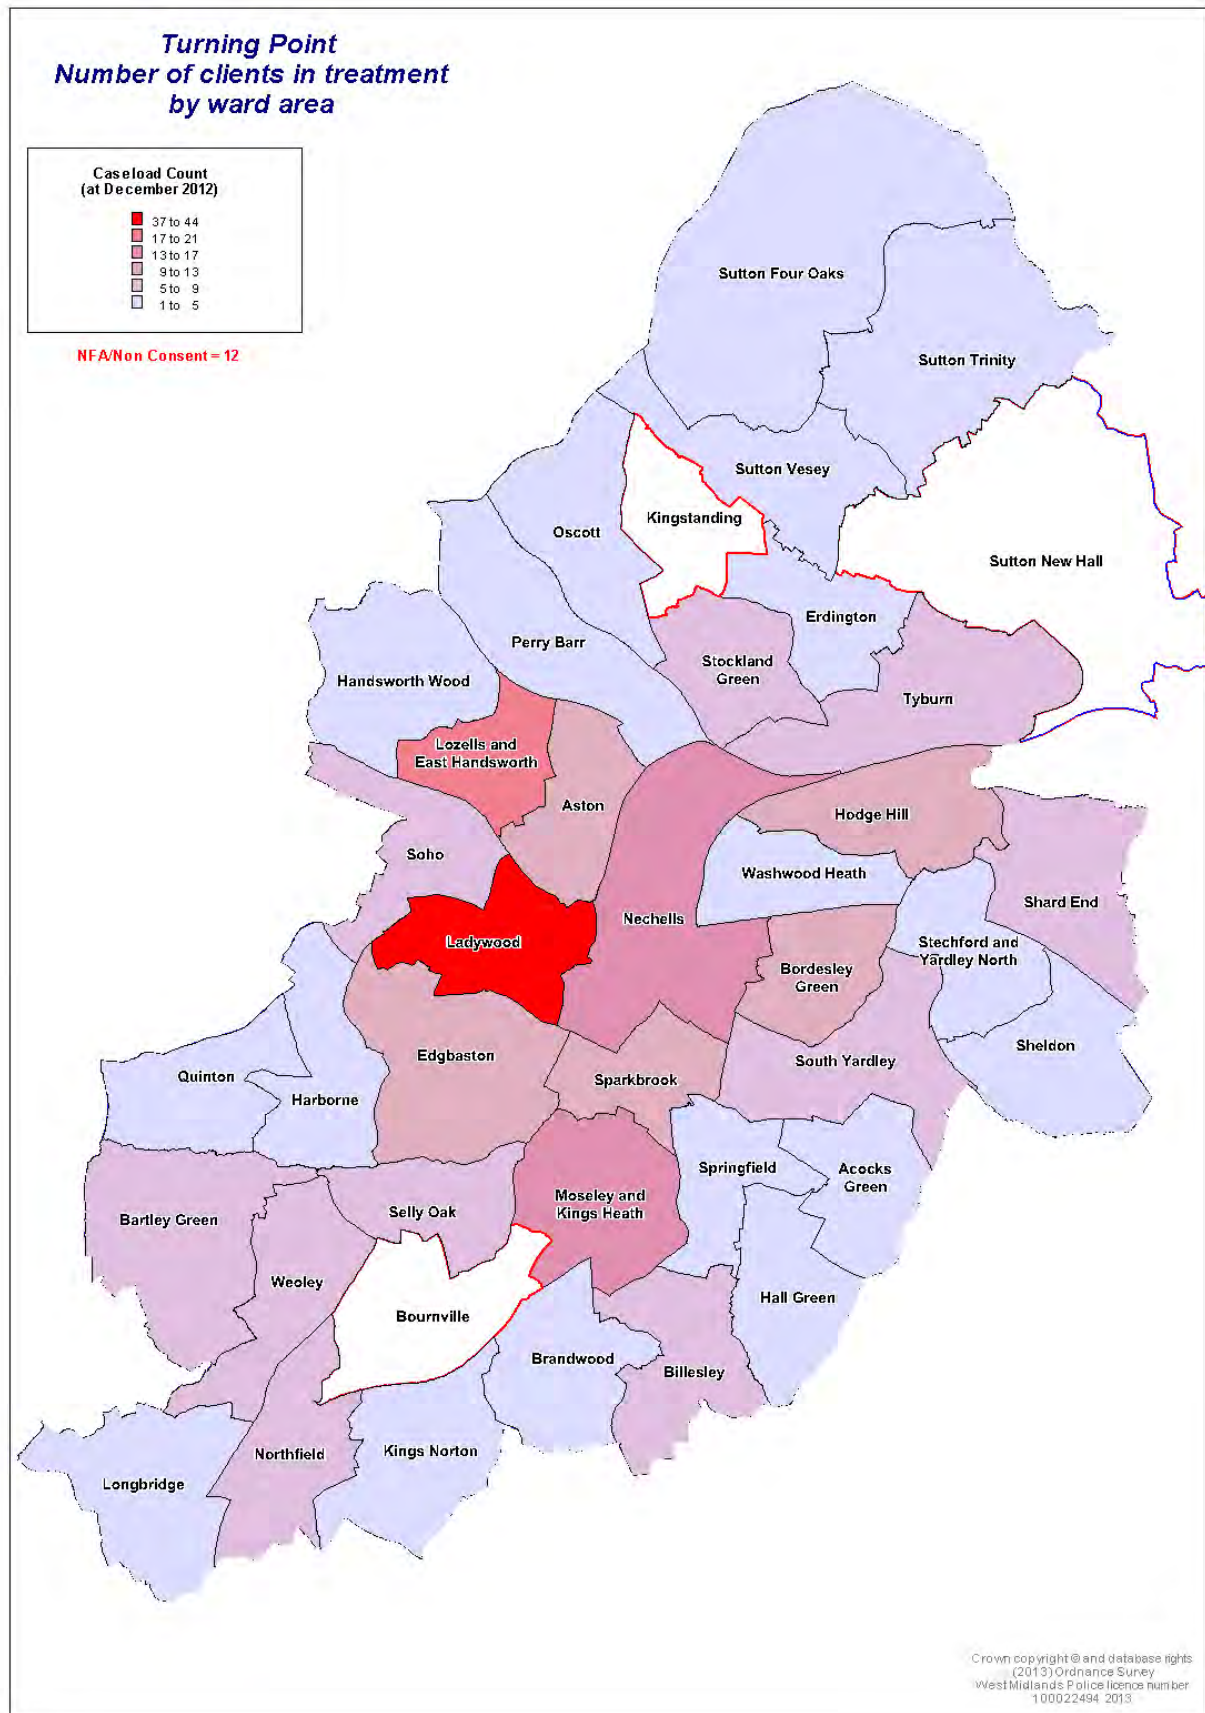 Turning Point
Number of clients in treatment
by ward area
Caseload Count
(at December 2012)
37 to 44
17 to 21
13 to 17
9 to 13
5 to 9
1 to 5
NFA/Non Consent = 12
Sutton Four Oaks
Sutton Trinity
Sutton Vesey
Kingstanding
Oscott
Sutton New Hall
Erdington
Perry Barr
Stockland
Green
Handsworth Wood
Tyburn
Lozells and
East Handsworth
Aston
Hodge Hill
Soho
Washwood Heath
Shard End
Nechells
Ladywood
Stechford and
Yardley North
Bordesley
Green
Sheldon
Edgbaston
South Yardley
Quinton
Sparkbrook
Harborne
Springfield
Acocks
Green
Moseley and
Kings Heath
Selly Oak
Bartley Green
Weoley
Hall Green
Bournville
Brandwood
Billesley
Northfield
Kings Norton
Longbridge
Crown copyright © and database rights
(2013) Ordnance Survey
West Midlands Police licence number
100022494 2013